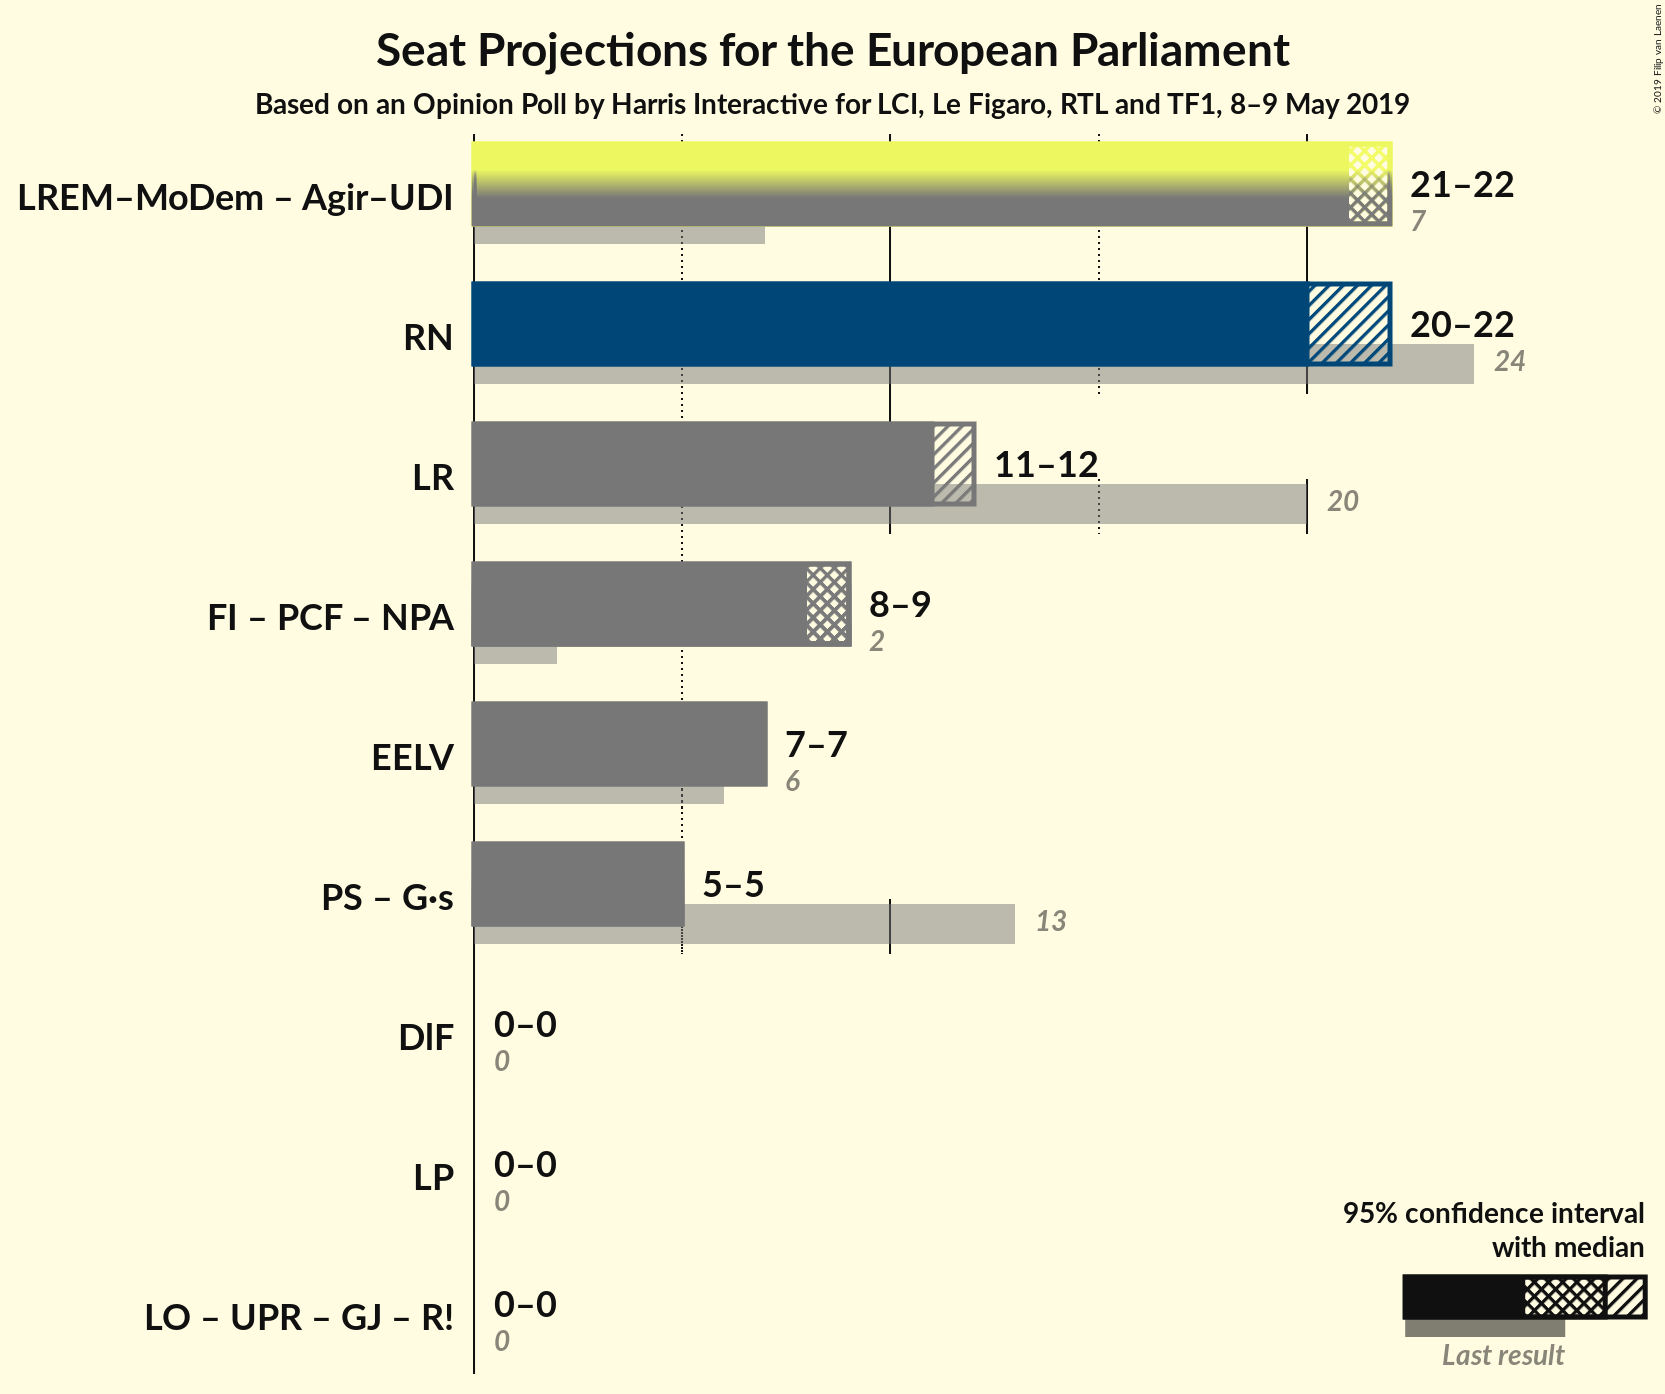 Seat Projections for the European Parliament
Based on an Opinion Poll by Harris Interactive for LCI, Le Figaro, RTL and TF1, 8–9 May 2019
© 2019 Filip van Laenen
LREM–MoDem – Agir–UDI
21–22
7
RN
20–22
24
LR
11–12
20
FI – PCF – NPA
8–9
2
EELV
7–7
6
PS – G·s
5–5
13
DlF
0–0
0
LP
0–0
0
LO – UPR – GJ – R!
0–0
0
95% confidence interval
with median
Last result